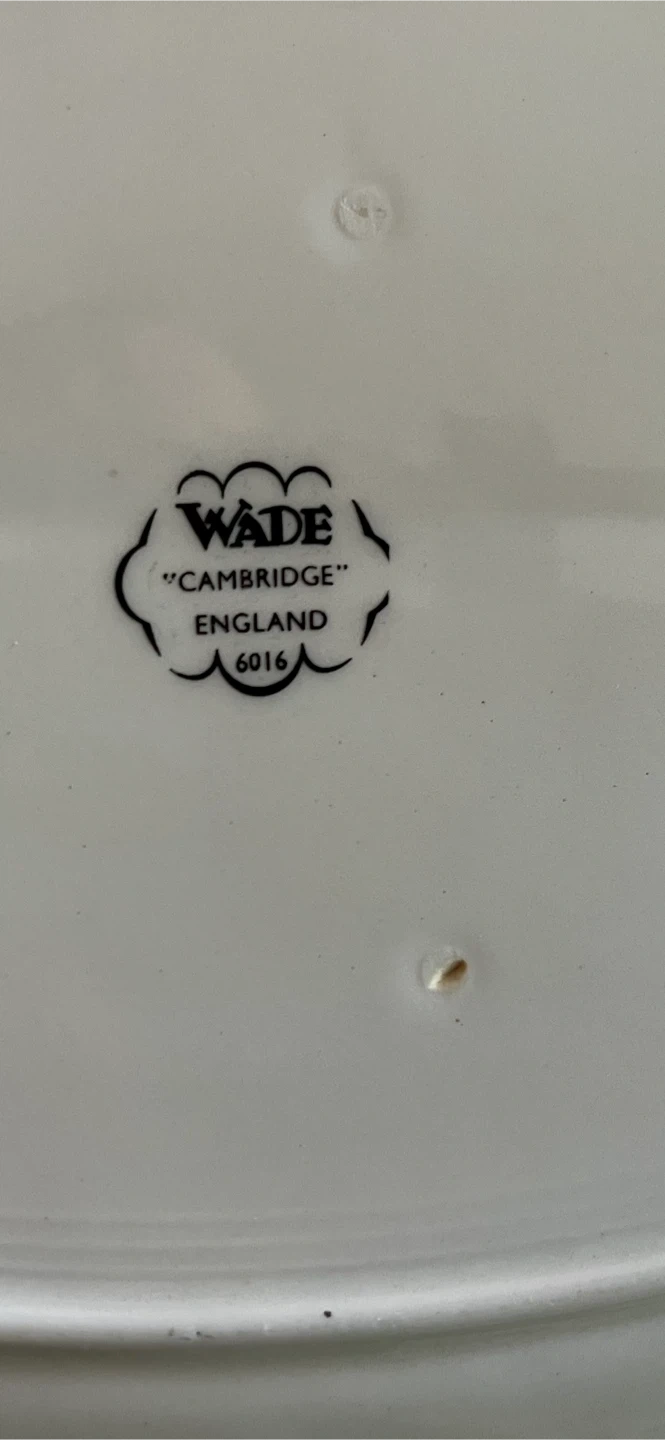 WADE
"CAMBRIDGE"
ENGLAND
6016